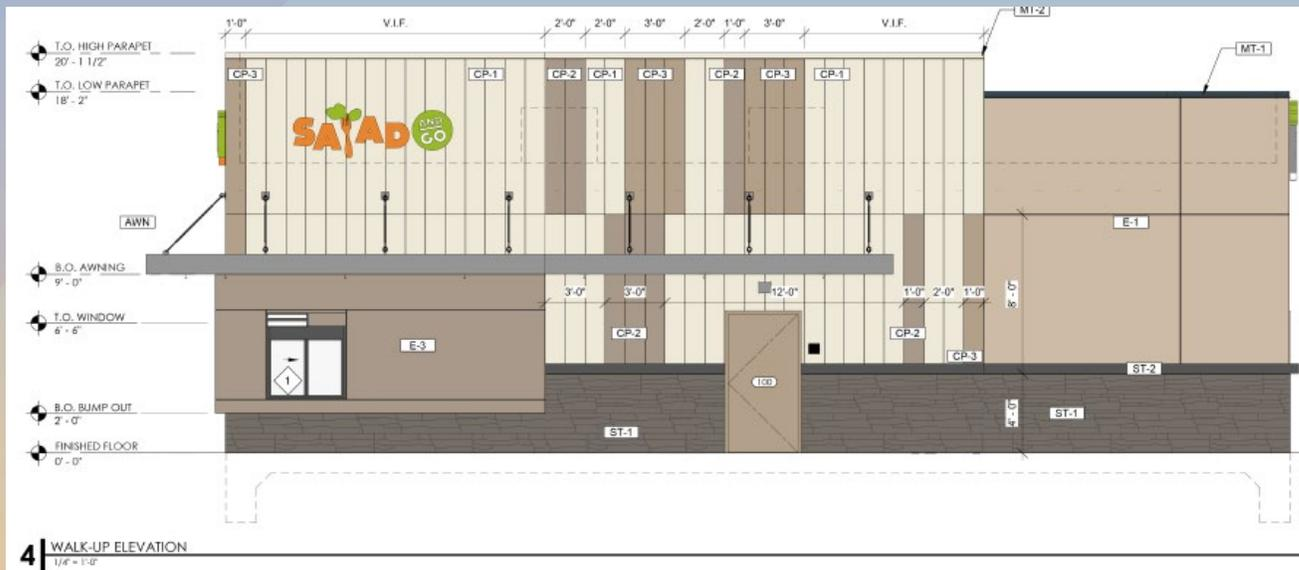 1'-0" V.I.F. 2'-0" 2'-0" 3'-0" 2'-0" 1'-0" 3'-0" V.I.F. MT-2
T.O. HIGH PARAPET
20' - 1 1/2"
MT-1
CP-3 CP-1 CP-2 CP-1 CP-3 CP-2 CP-3 CP-1
T.O. LOW PARAPET
18' - 2"
SALAD AND GO
AWN
E-1
B.O. AWNING
9' - 0"
3'-0" 3'-0" 12'-0" 1'-0" 2'-0" 1'-0"
8'-0"
T.O. WINDOW
6' - 6"
E-3
CP-2 CP-2
CP-3
ST-2
1
100
B.O. BUMP OUT
2' - 0"
ST-1 ST-1
4'-0"
FINISHED FLOOR
0' - 0"
4 WALK-UP ELEVATION
1/4" = 1'-0"